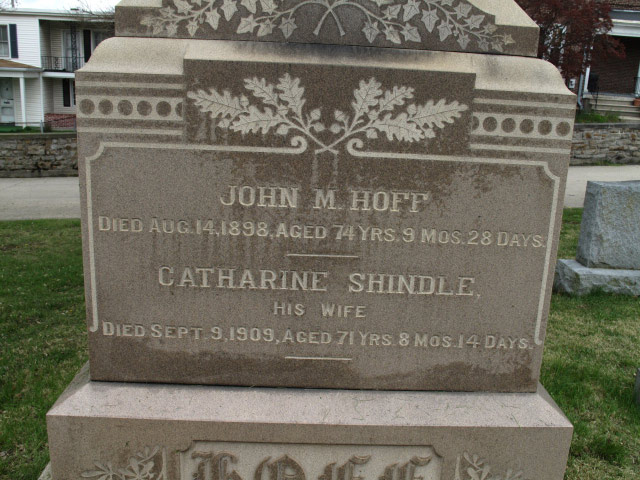 JOHN M. HOFF
DIED AUG. 14, 1898, AGED 74 YRS. 9 MOS. 28 DAYS.
CATHARINE SHINDLE,
HIS WIFE
DIED SEPT. 9, 1909, AGED 71 YRS. 8 MOS. 14 DAYS.
HOFF